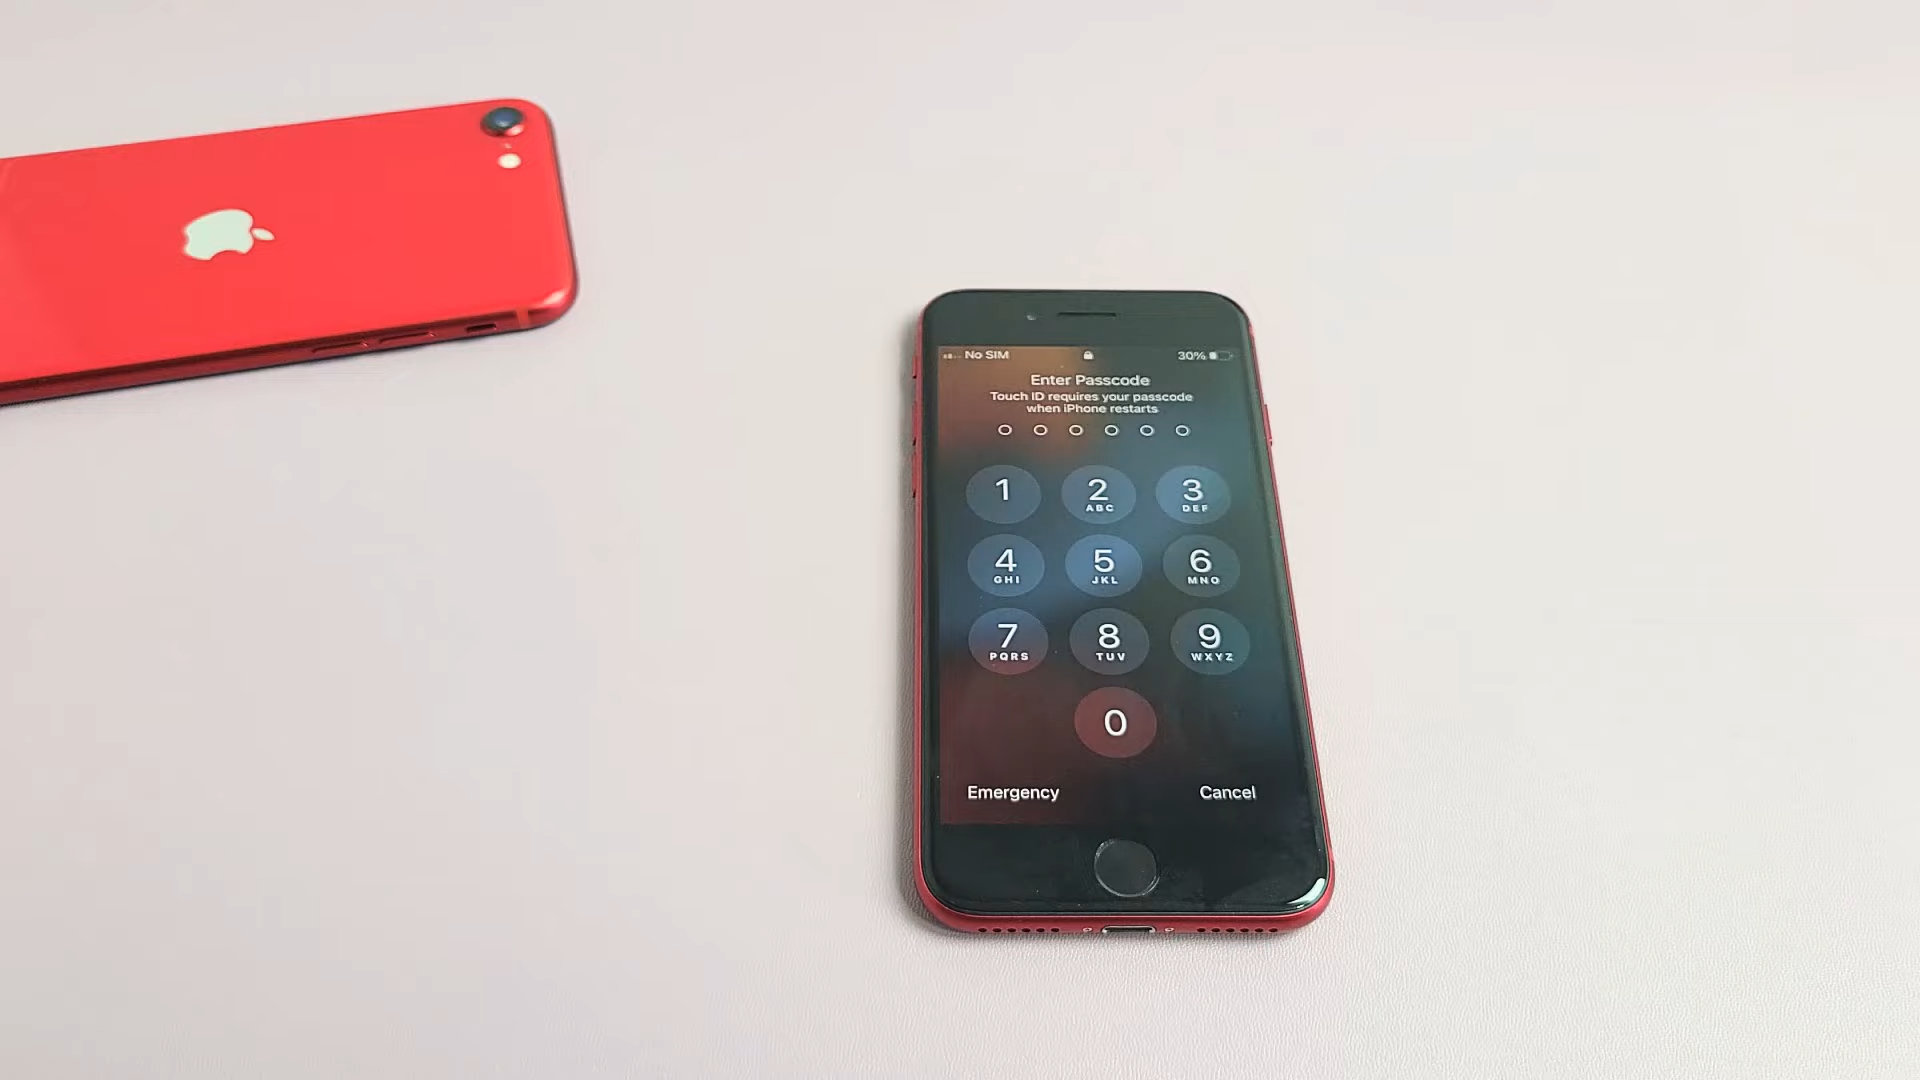 No SIM 30%
Enter Passcode
Touch ID requires your passcode
when iPhone restarts
1 2 3
ABC DEF
4 5 6
GHI JKL MNO
7 8 9
PQRS TUV WXYZ
0
Emergency Cancel